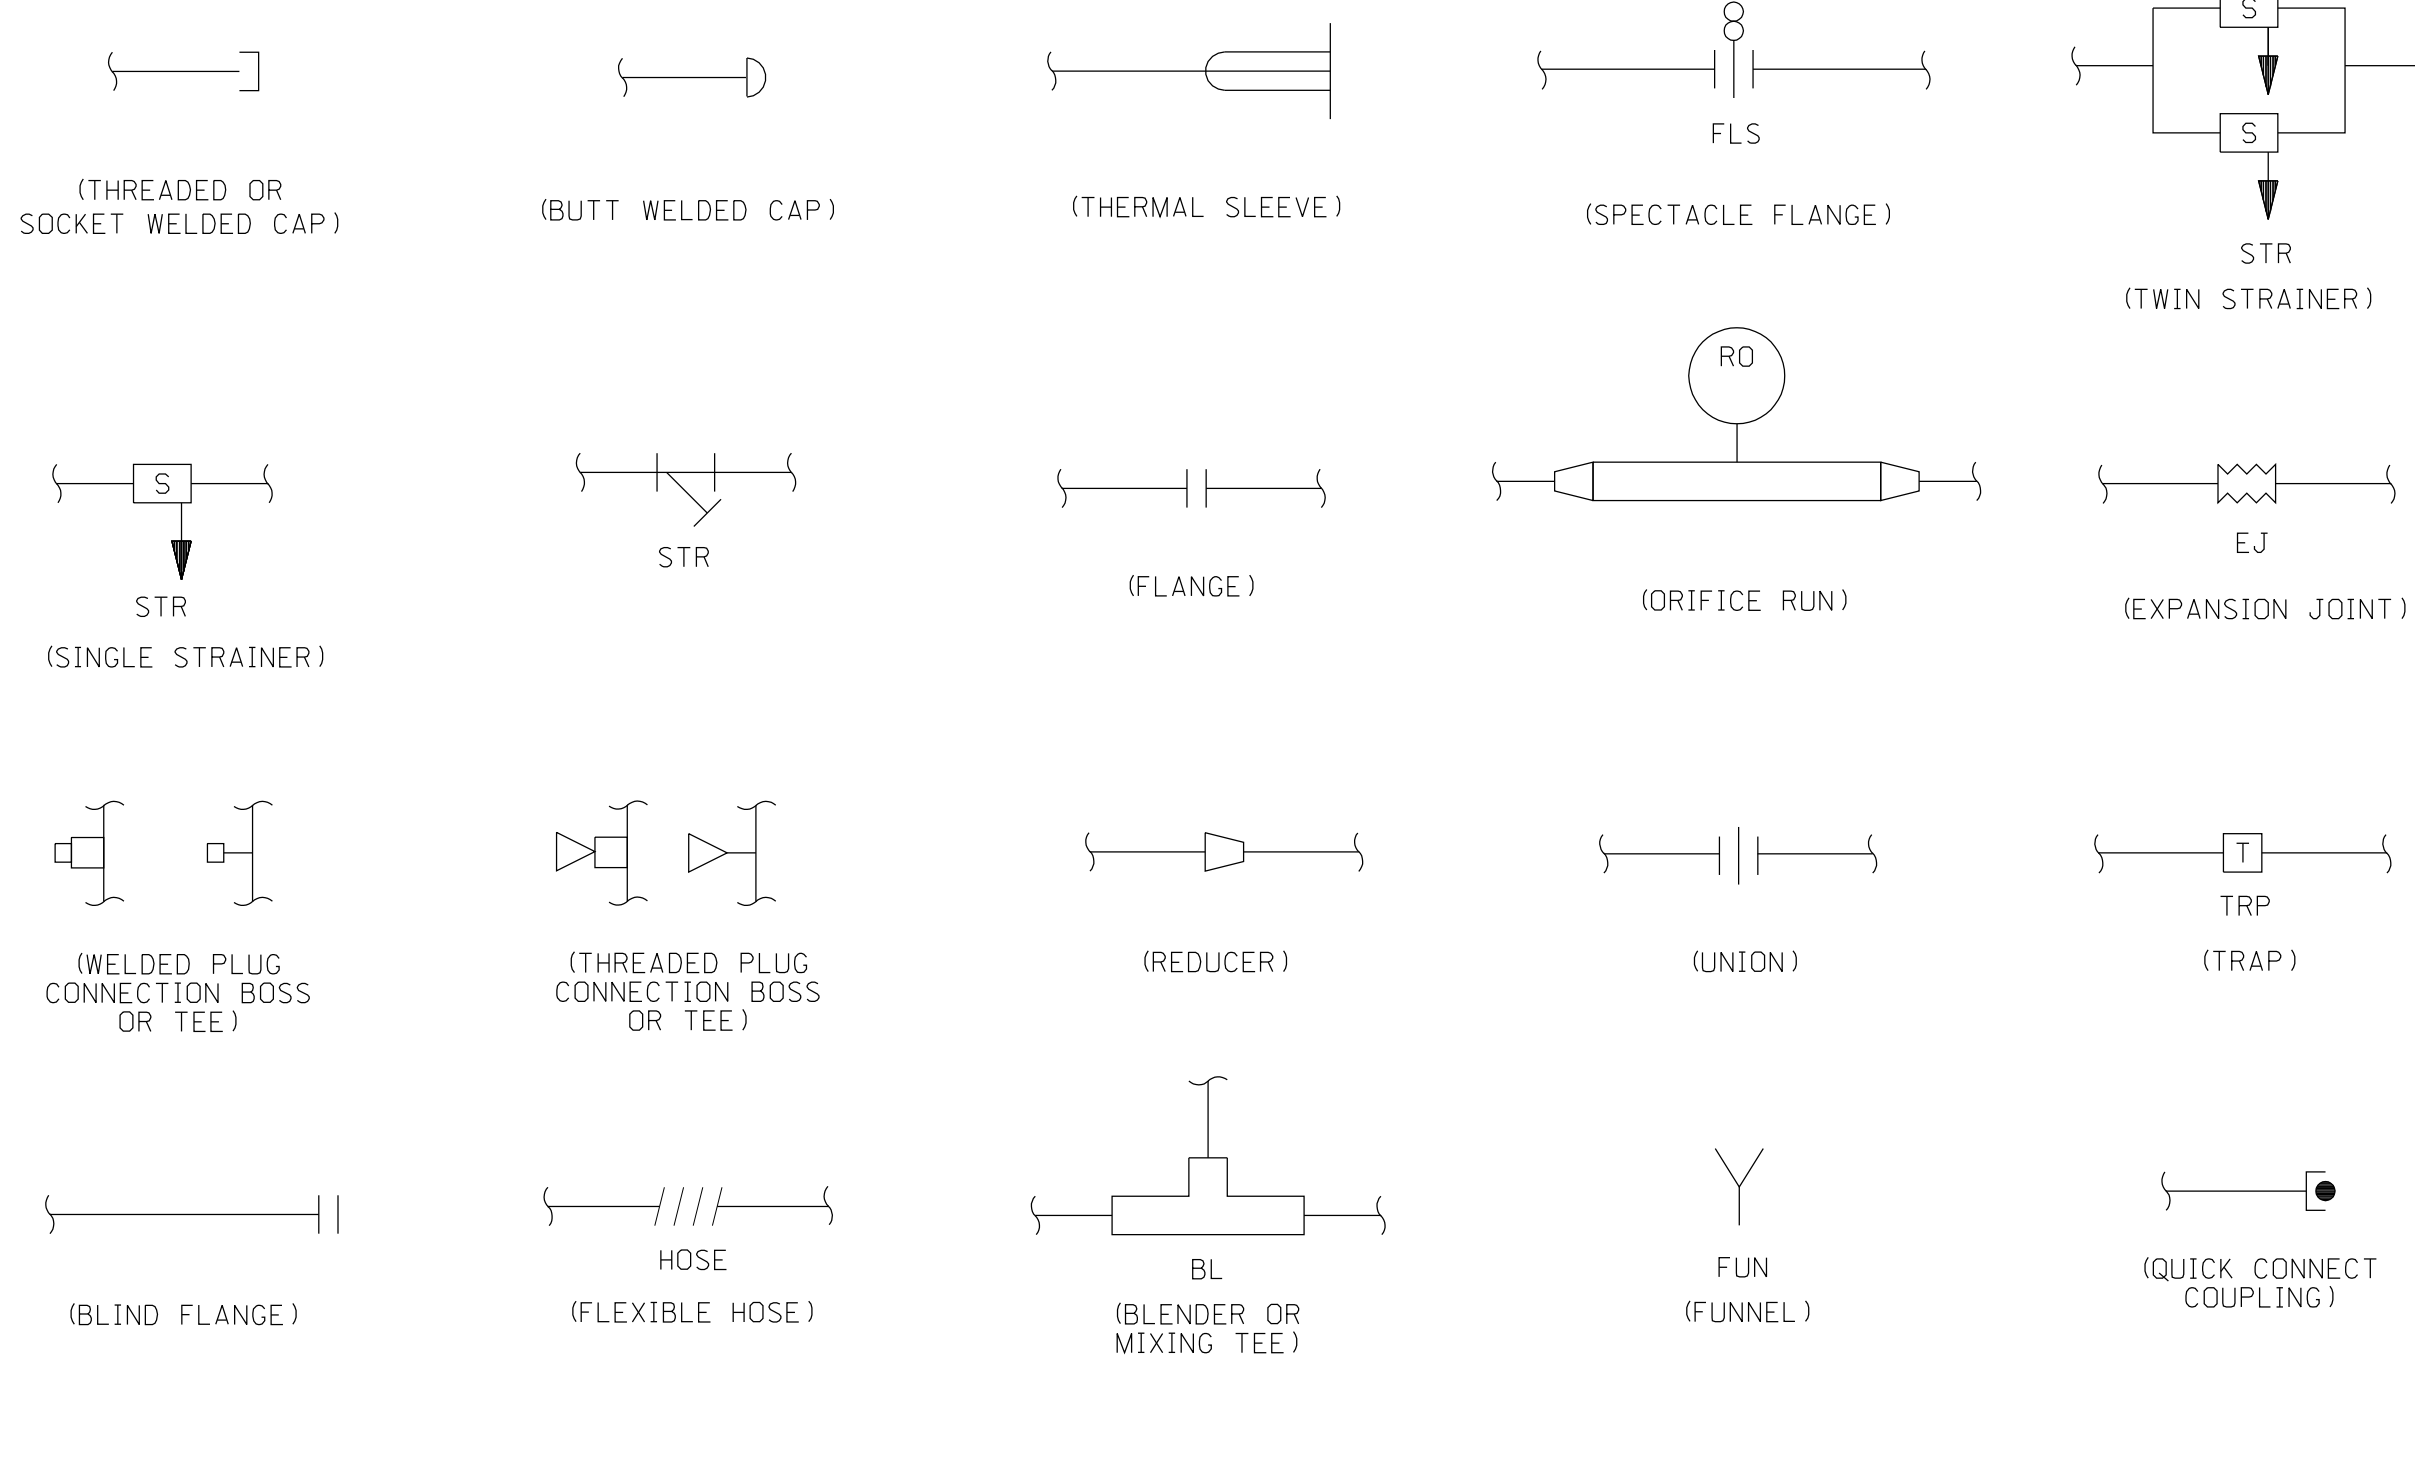 S
FLS
S
(THREADED OR
SOCKET WELDED CAP)
(BUTT WELDED CAP)
(THERMAL SLEEVE)
(SPECTACLE FLANGE)
STR
(TWIN STRAINER)
RO
S
STR
STR
EJ
(SINGLE STRAINER)
(FLANGE)
(ORIFICE RUN)
(EXPANSION JOINT)
T
TRP
(WELDED PLUG
CONNECTION BOSS
OR TEE)
(THREADED PLUG
CONNECTION BOSS
OR TEE)
(REDUCER)
(UNION)
(TRAP)
HOSE
BL
FUN
(BLIND FLANGE)
(FLEXIBLE HOSE)
(BLENDER OR
MIXING TEE)
(FUNNEL)
(QUICK CONNECT
COUPLING)